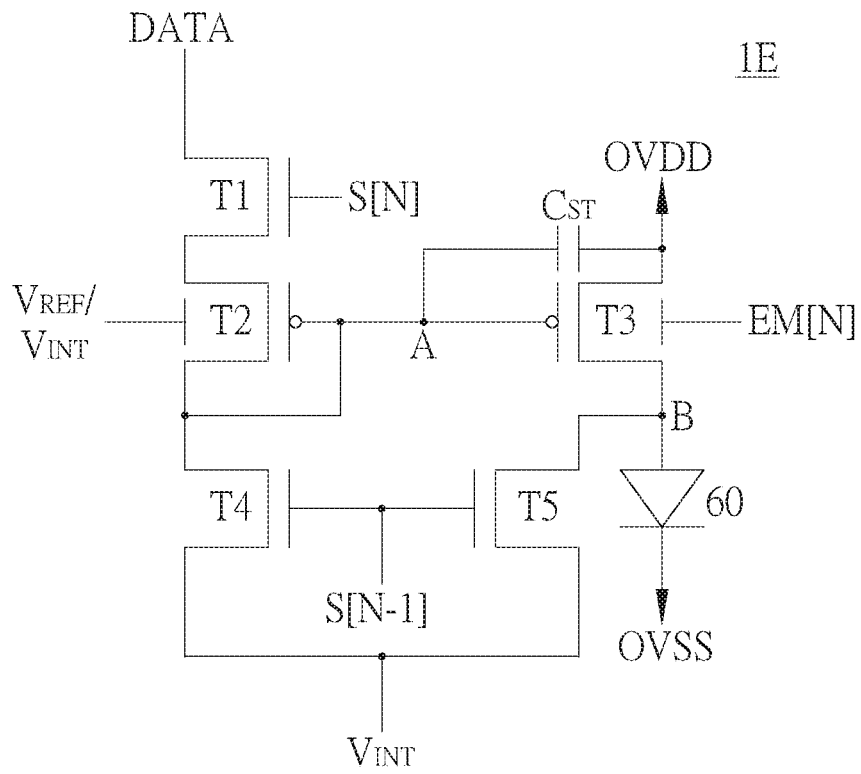 DATA
1E
OVDD
T1
S[N]
CST
VREF/
VINT
T2
A
T3
EM[N]
B
T4
T5
60
S[N-1]
OVSS
VINT